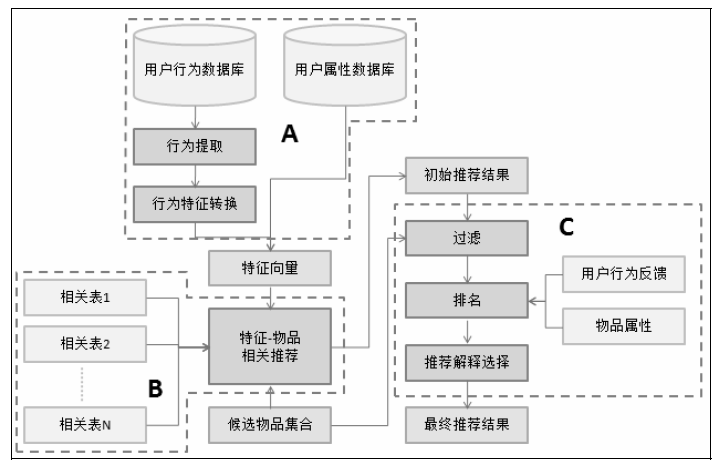 用户行为数据库
用户属性数据库
A
行为提取
行为特征转换
特征向量
相关表1
相关表2
相关表N
B
特征-物品
相关推荐
候选物品集合
初始推荐结果
C
过滤
排名
用户行为反馈
物品属性
推荐解释选择
最终推荐结果